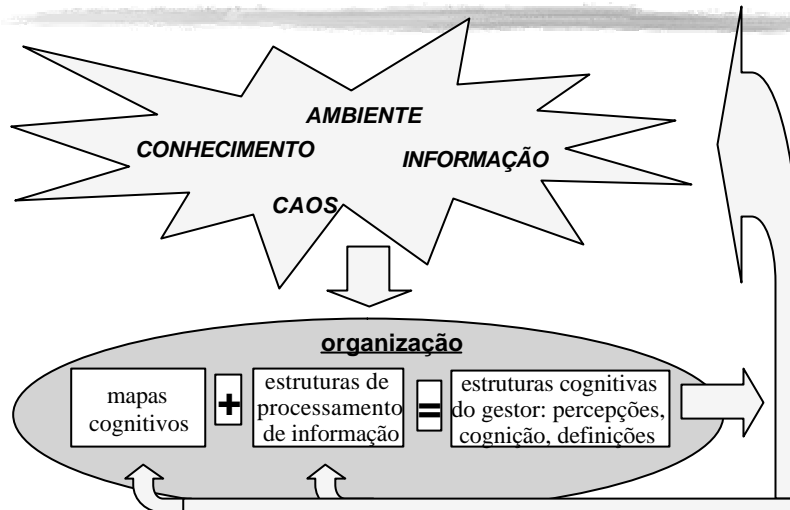 AMBIENTE
CONHECIMENTO
INFORMAÇÃO
CAOS
organização
mapas
cognitivos
+
estruturas de
processamento
de informação
=
estruturas cognitivas
do gestor: percepções,
cognição, definições